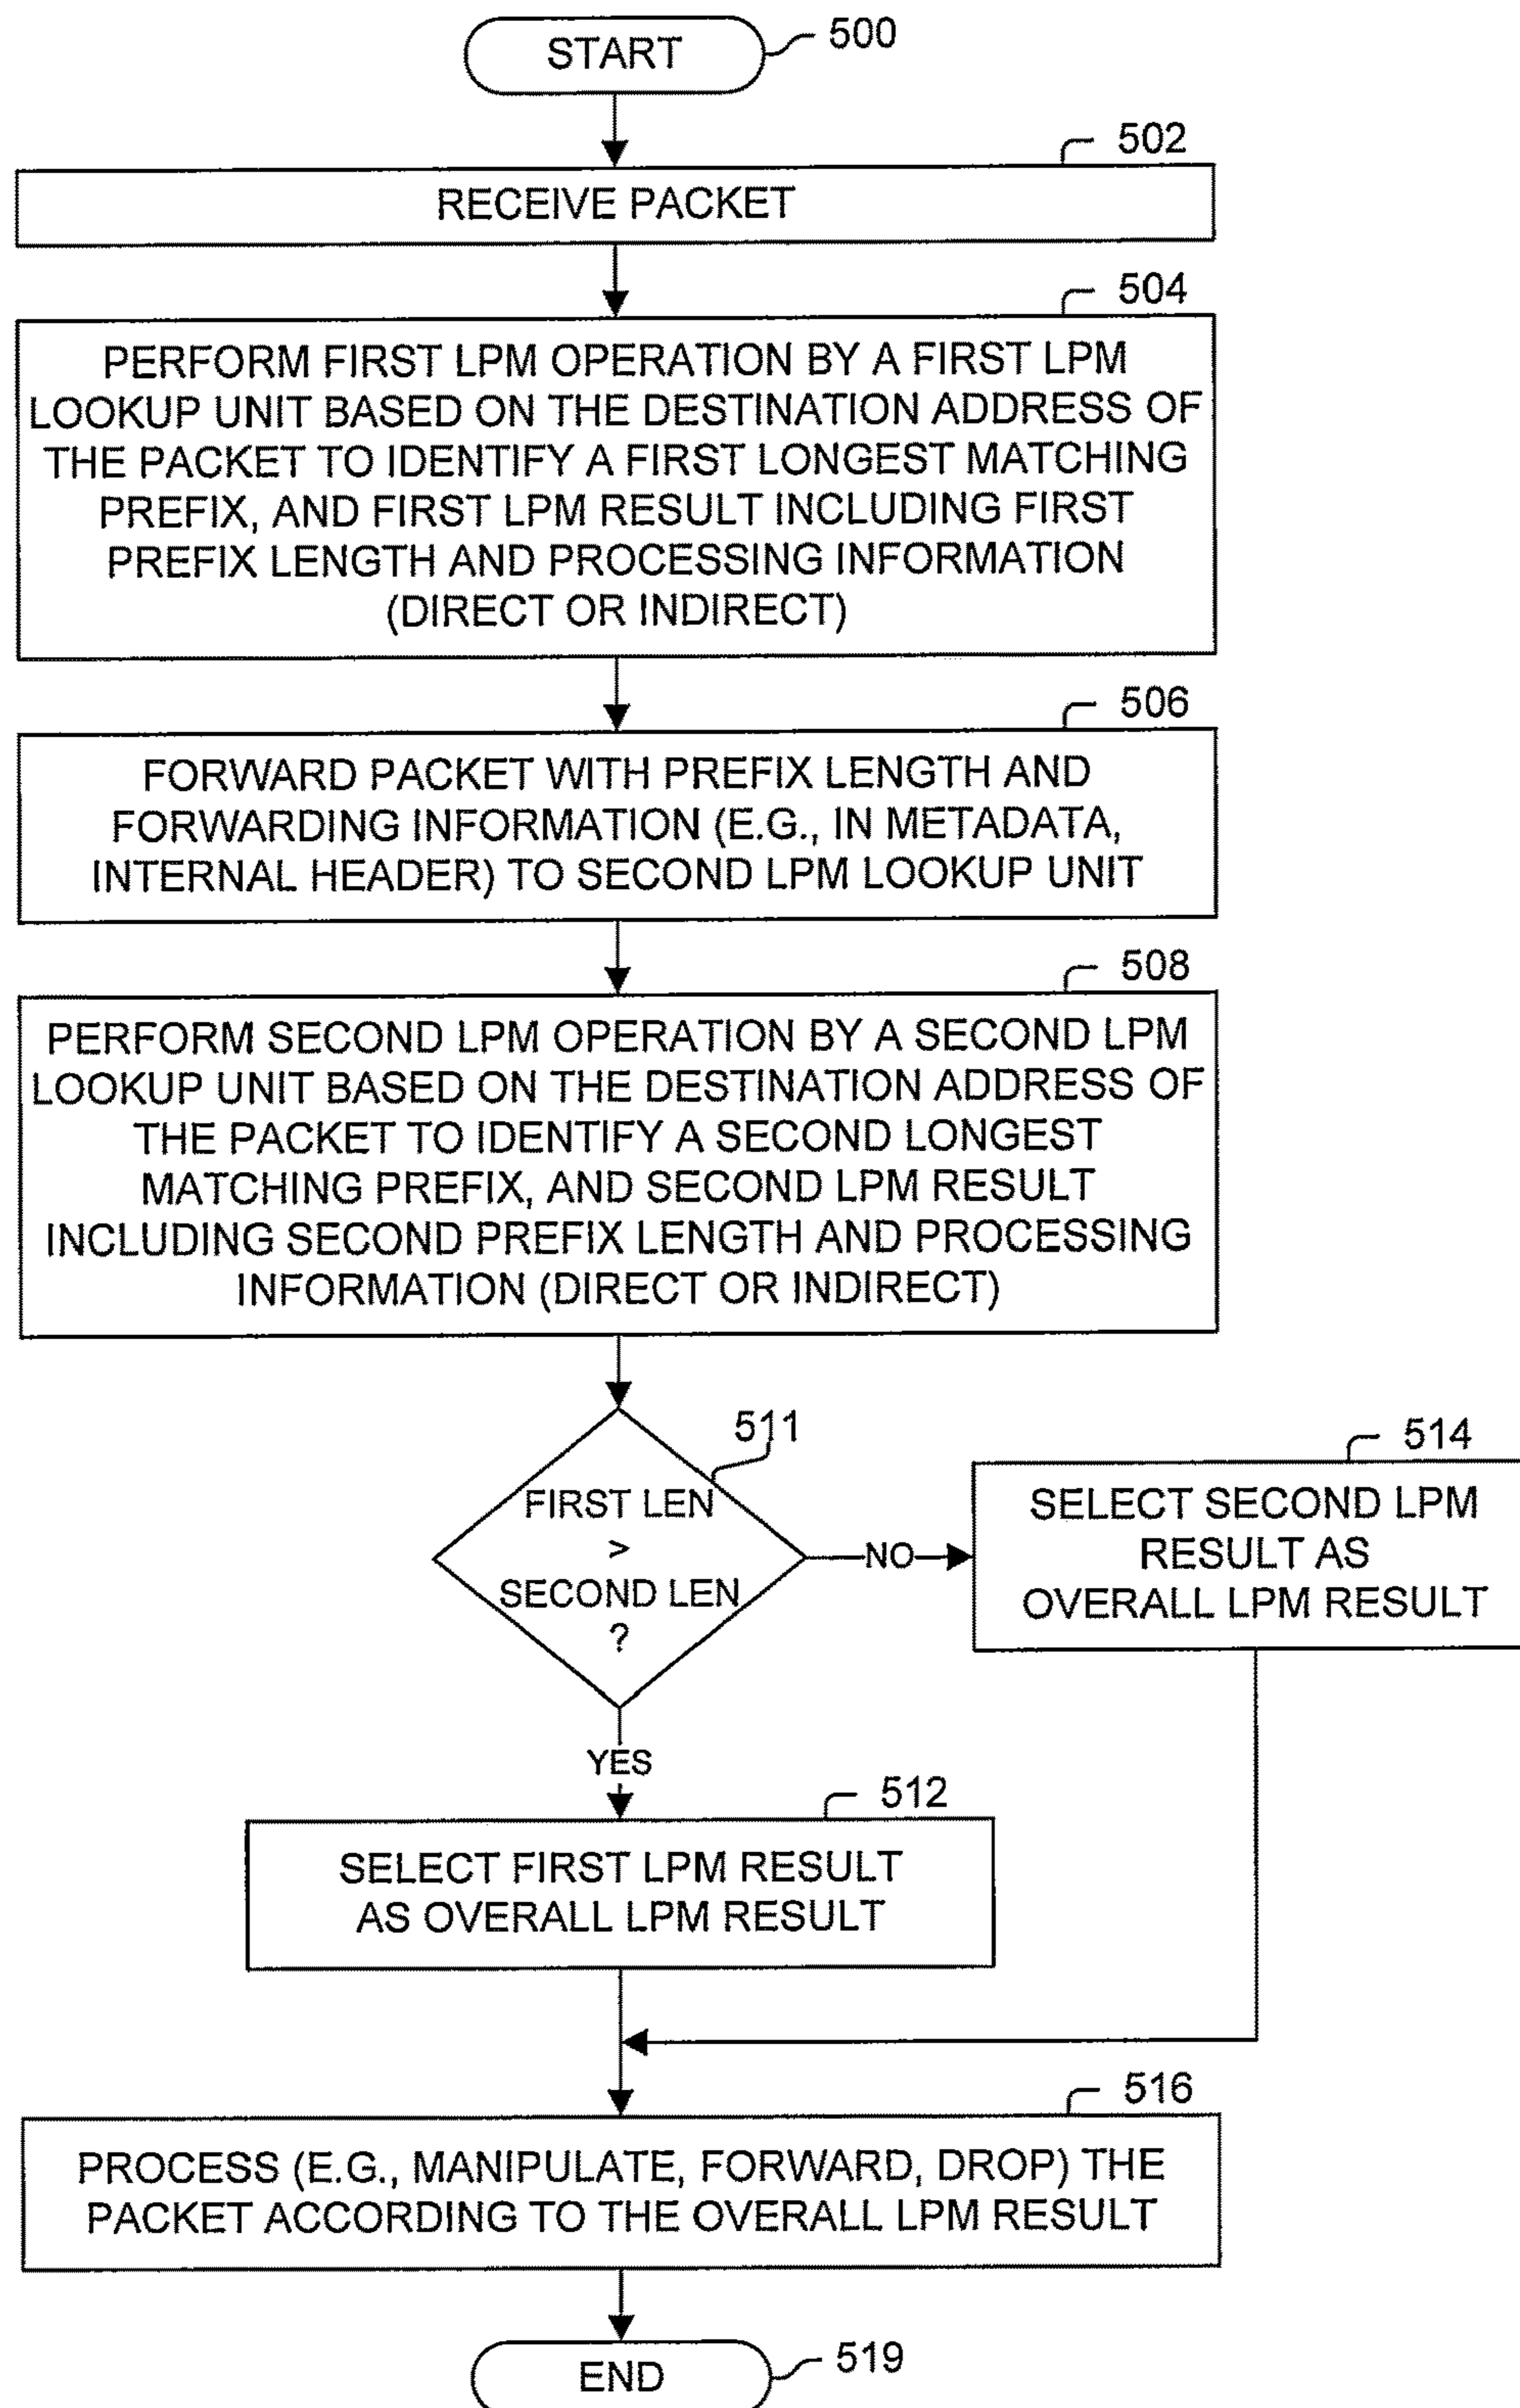 START
500
502
RECEIVE PACKET
504
PERFORM FIRST LPM OPERATION BY A FIRST LPM
LOOKUP UNIT BASED ON THE DESTINATION ADDRESS OF
THE PACKET TO IDENTIFY A FIRST LONGEST MATCHING
PREFIX, AND FIRST LPM RESULT INCLUDING FIRST
PREFIX LENGTH AND PROCESSING INFORMATION
(DIRECT OR INDIRECT)
506
FORWARD PACKET WITH PREFIX LENGTH AND
FORWARDING INFORMATION (E.G., IN METADATA,
INTERNAL HEADER) TO SECOND LPM LOOKUP UNIT
508
PERFORM SECOND LPM OPERATION BY A SECOND LPM
LOOKUP UNIT BASED ON THE DESTINATION ADDRESS OF
THE PACKET TO IDENTIFY A SECOND LONGEST
MATCHING PREFIX, AND SECOND LPM RESULT
INCLUDING SECOND PREFIX LENGTH AND PROCESSING
INFORMATION (DIRECT OR INDIRECT)
511
FIRST LEN
>
SECOND LEN
?
NO
514
SELECT SECOND LPM
RESULT AS
OVERALL LPM RESULT
YES
512
SELECT FIRST LPM RESULT
AS OVERALL LPM RESULT
516
PROCESS (E.G., MANIPULATE, FORWARD, DROP) THE
PACKET ACCORDING TO THE OVERALL LPM RESULT
END
519